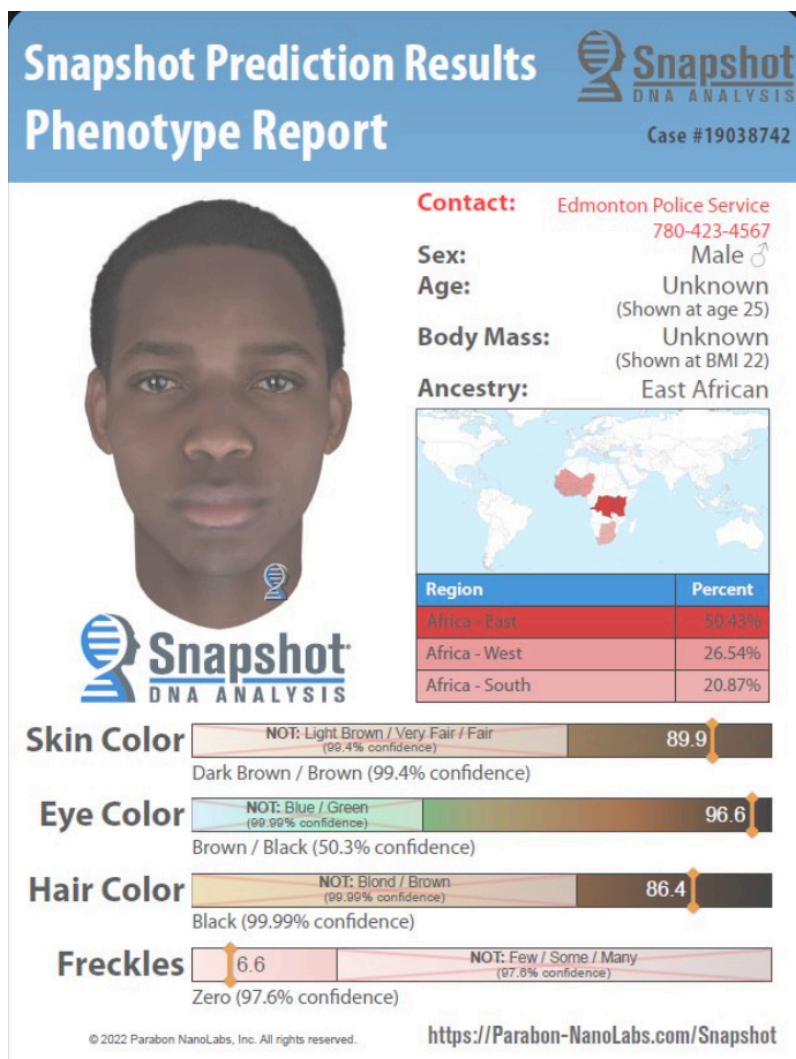 Snapshot Prediction Results
Phenotype Report
Snapshot
DNA ANALYSIS
Case #19038742
Contact: Edmonton Police Service
780-423-4567
Sex: Male ♂
Age: Unknown
(Shown at age 25)
Body Mass: Unknown
(Shown at BMI 22)
Ancestry: East African
Region Percent
Africa - East 50.43%
Africa - West 26.54%
Africa - South 20.87%
Snapshot®
DNA ANALYSIS
Skin Color
NOT: Light Brown / Very Fair / Fair
(99.4% confidence)
89.9
Dark Brown / Brown (99.4% confidence)
Eye Color
NOT: Blue / Green
(99.99% confidence)
96.6
Brown / Black (50.3% confidence)
Hair Color
NOT: Blond / Brown
(99.99% confidence)
86.4
Black (99.99% confidence)
Freckles
6.6
NOT: Few / Some / Many
(97.6% confidence)
Zero (97.6% confidence)
© 2022 Parabon NanoLabs, Inc. All rights reserved.
https://Parabon-NanoLabs.com/Snapshot